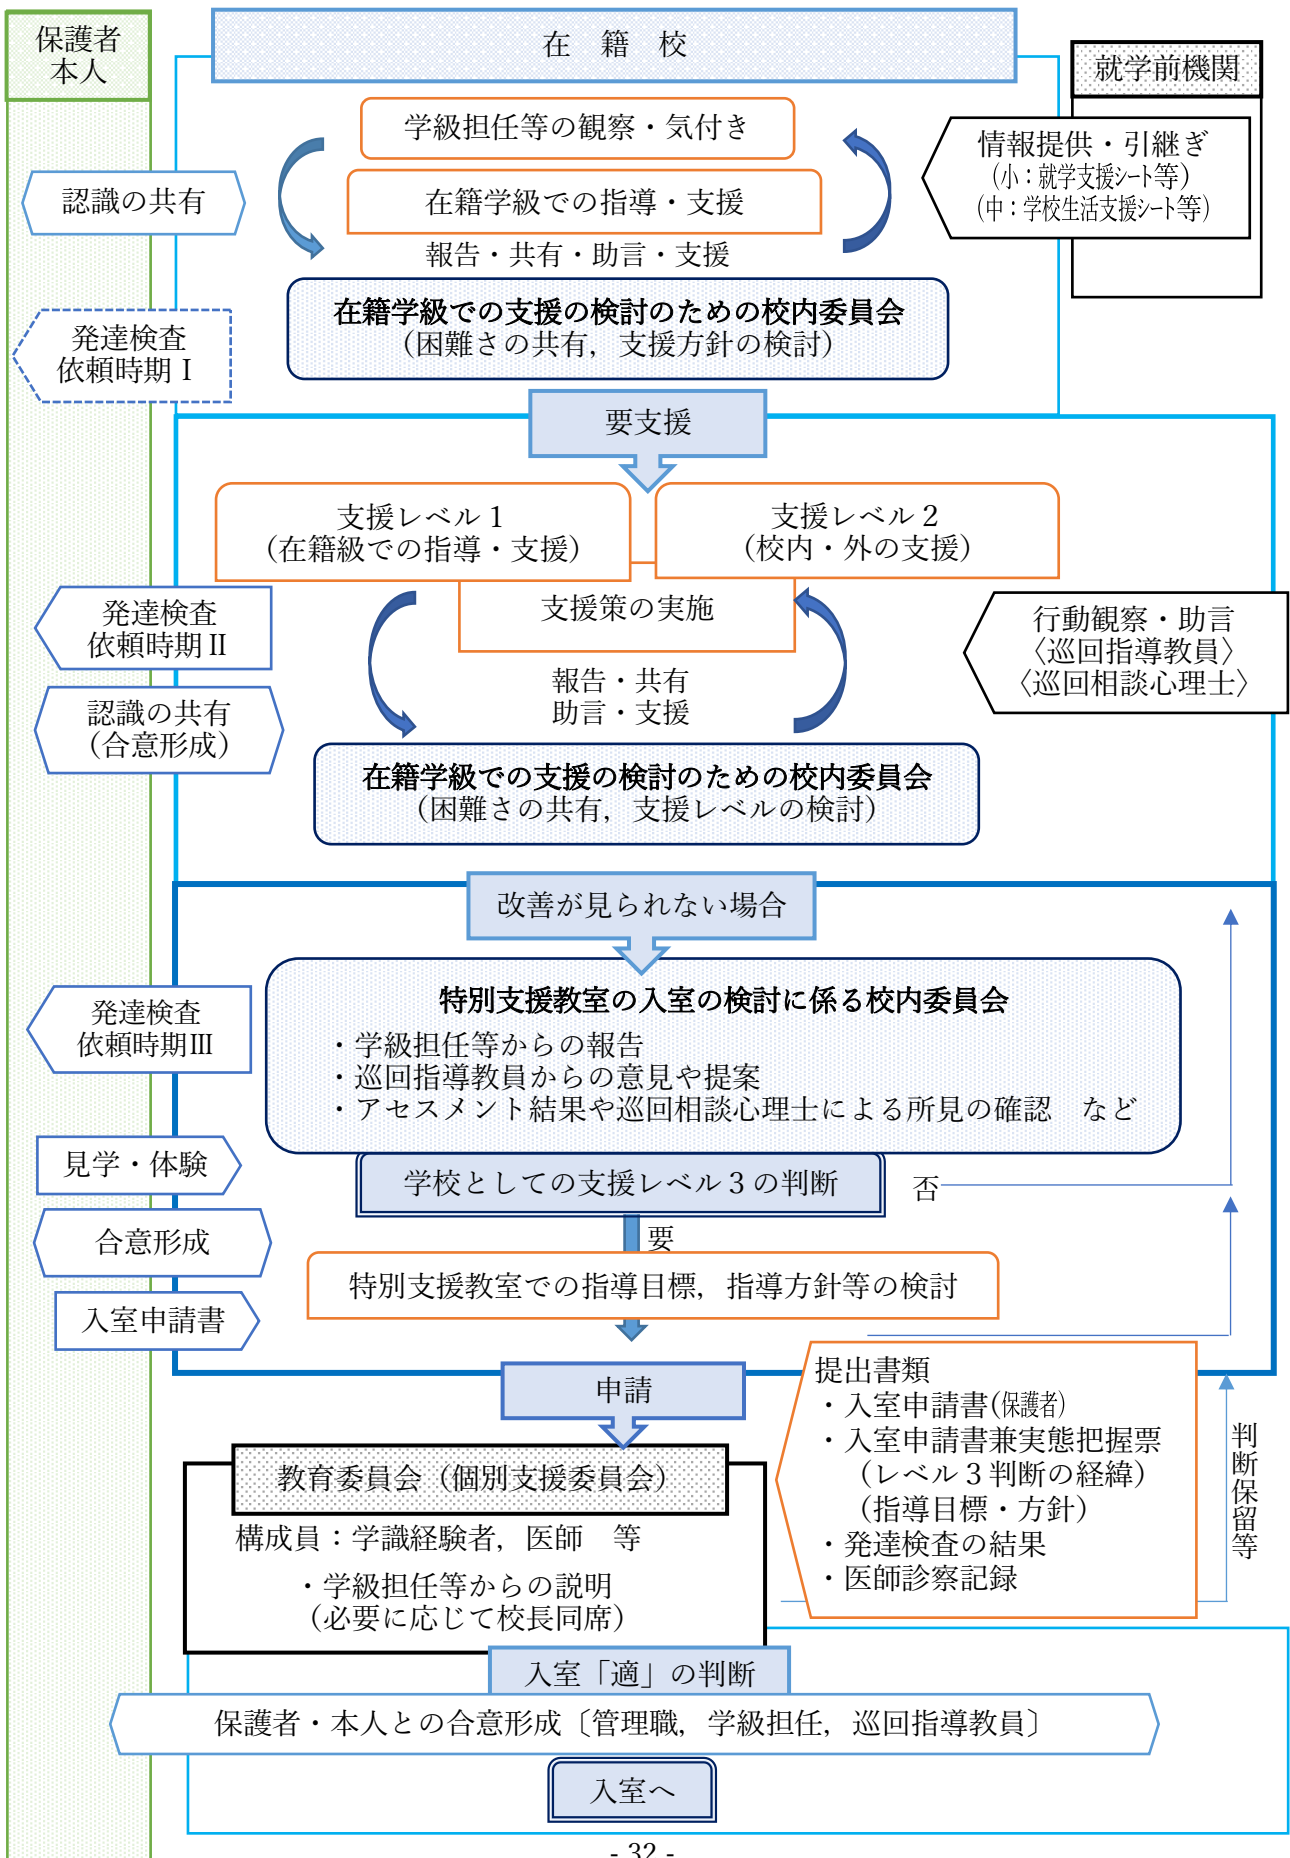 保護者
本人
在　籍　校
就学前機関
学級担任等の観察・気付き
情報提供・引継ぎ
（小：就学支援シート等）
（中：学校生活支援シート等）
認識の共有
在籍学級での指導・支援
報告・共有・助言・支援
在籍学級での支援の検討のための校内委員会
（困難さの共有，支援方針の検討）
発達検査
依頼時期Ⅰ
要支援
支援レベル１
（在籍級での指導・支援）
支援レベル２
（校内・外の支援）
発達検査
依頼時期Ⅱ
支援策の実施
行動観察・助言
〈巡回指導教員〉
〈巡回相談心理士〉
認識の共有
（合意形成）
報告・共有
助言・支援
在籍学級での支援の検討のための校内委員会
（困難さの共有，支援レベルの検討）
改善が見られない場合
発達検査
依頼時期Ⅲ
特別支援教室の入室の検討に係る校内委員会
・学級担任等からの報告
・巡回指導教員からの意見や提案
・アセスメント結果や巡回相談心理士による所見の確認　など
見学・体験
学校としての支援レベル３の判断
否
合意形成
要
特別支援教室での指導目標，指導方針等の検討
入室申請書
申請
提出書類
・入室申請書（保護者）
・入室申請書兼実態把握票
（レベル３判断の経緯）
（指導目標・方針）
・発達検査の結果
・医師診察記録
判断保留等
教育委員会（個別支援委員会）
構成員：学識経験者，医師　等
・学級担任等からの説明
（必要に応じて校長同席）
入室「適」の判断
保護者・本人との合意形成〔管理職，学級担任，巡回指導教員〕
入室へ
- 32 -